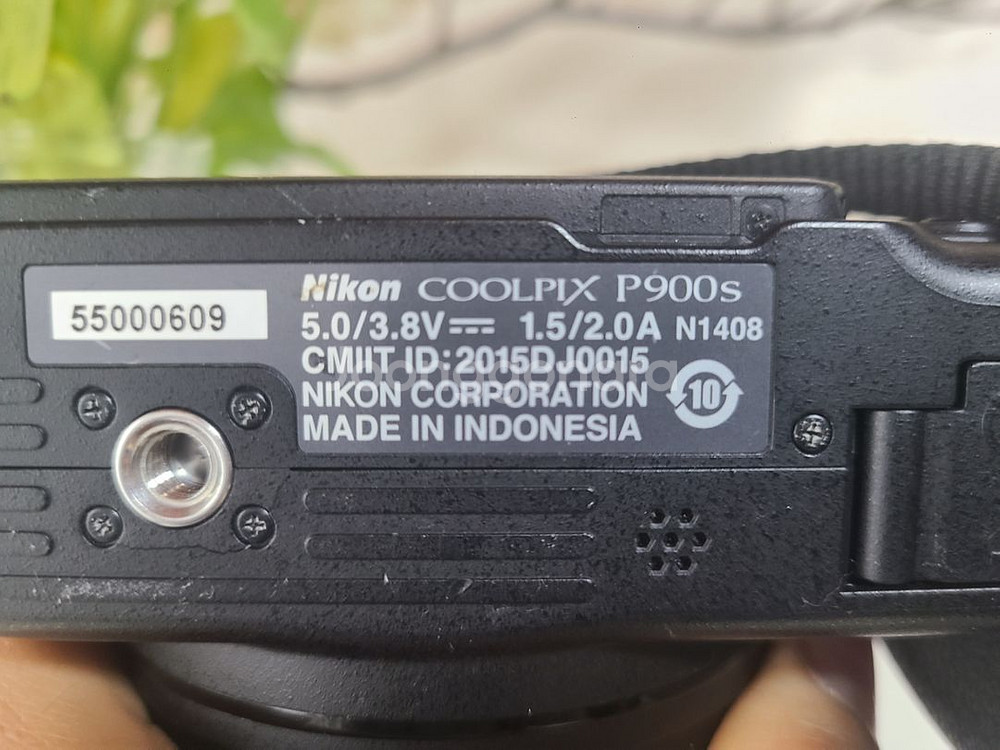 55000609
Nikon COOLPIX P900s
5.0/3.8V⎓ 1.5/2.0A N1408
CMIIT ID:2015DJ0015
NIKON CORPORATION
10
MADE IN INDONESIA